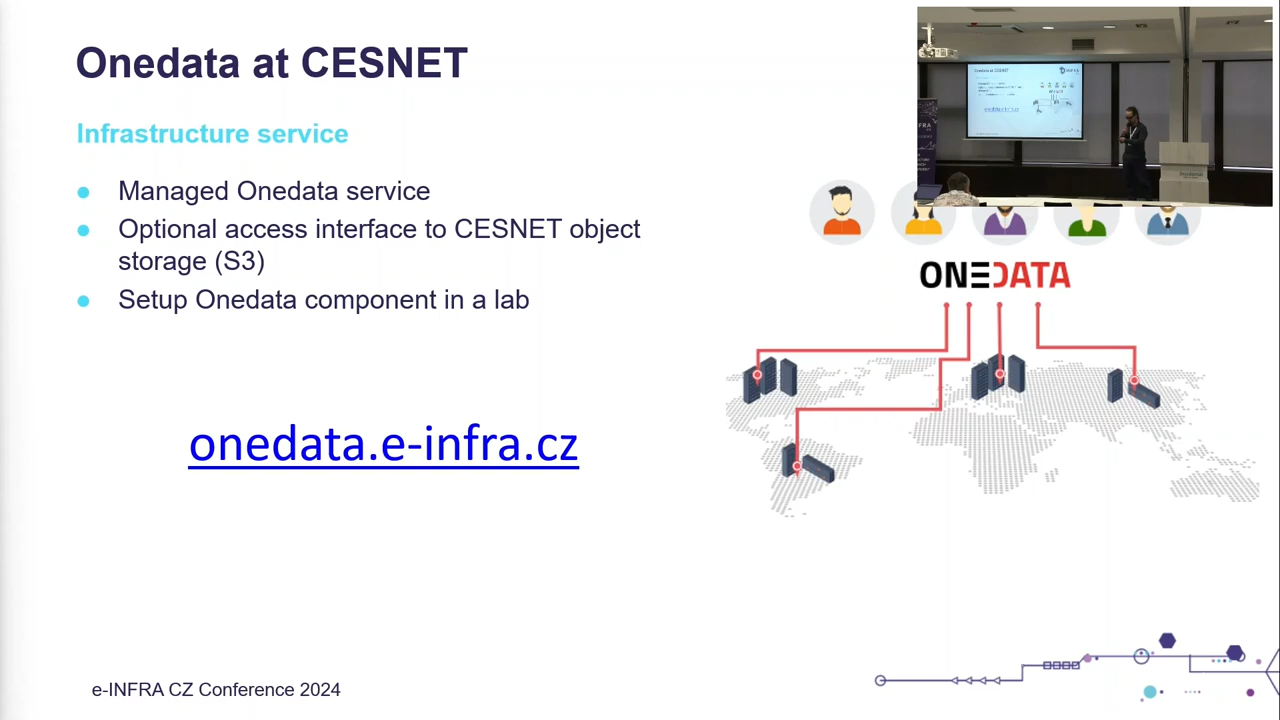 Onedata at CESNET
Infrastructure service
Managed Onedata service
Optional access interface to CESNET object
storage (S3)
Setup Onedata component in a lab
onedata.e-infra.cz
ONEDATA
e-INFRA CZ Conference 2024